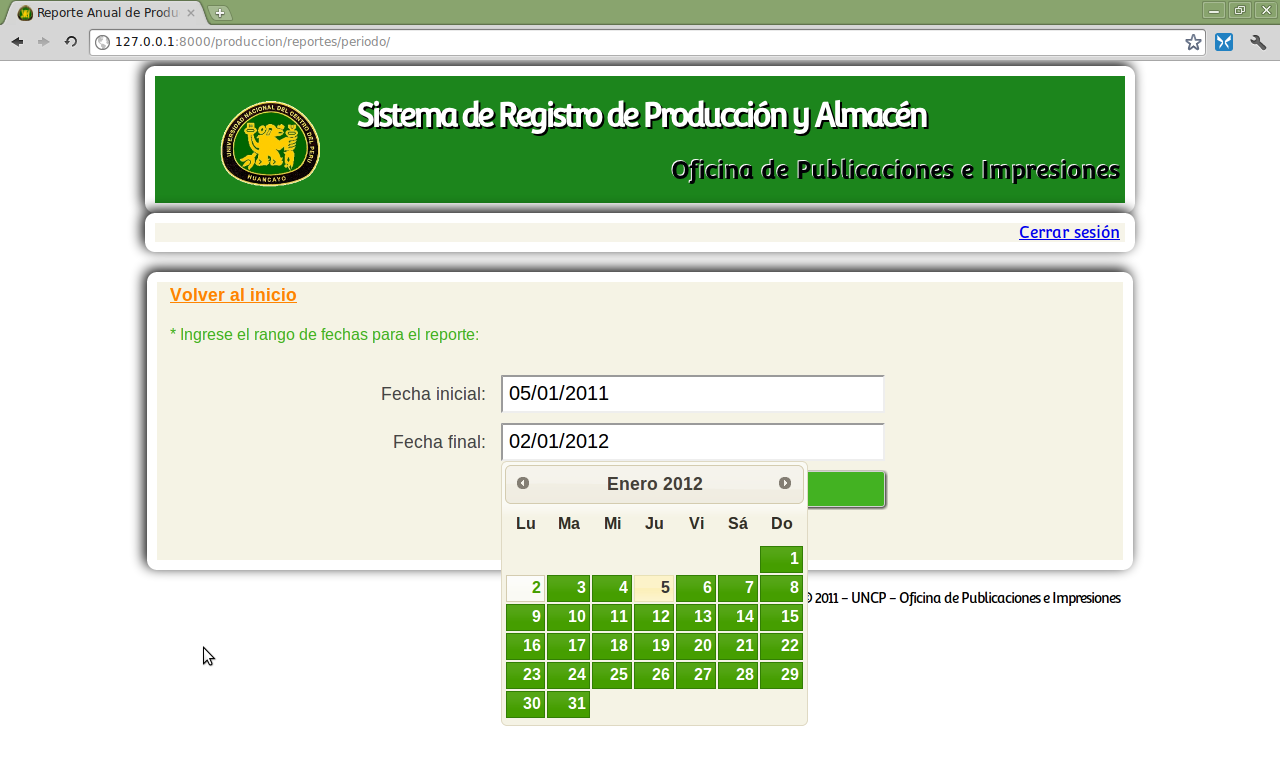 Reporte Anual de Produ
127.0.0.1:8000/produccion/reportes/periodo/
UNIVERSIDAD NACIONAL DEL CENTRO DEL PERU
HUANCAYO
Sistema de Registro de Producción y Almacén
Oficina de Publicaciones e Impresiones
Cerrar sesión
Volver al inicio
* Ingrese el rango de fechas para el reporte:
Fecha inicial: 05/01/2011
Fecha final: 02/01/2012
Enero 2012
Lu Ma Mi Ju Vi Sá Do
1
2 3 4 5 6 7 8
9 10 11 12 13 14 15
16 17 18 19 20 21 22
23 24 25 26 27 28 29
30 31
© 2011 – UNCP – Oficina de Publicaciones e Impresiones